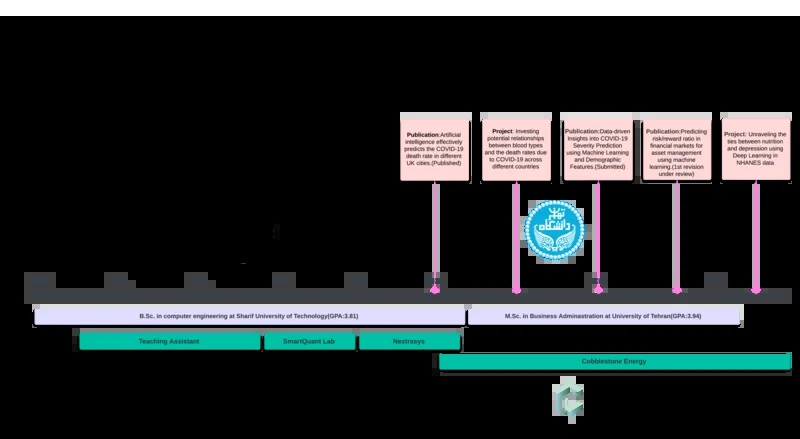 Publication:Artificial
intelligence effectively
predicts the COVID-19
death rate in different
UK cities.(Published)
Project: Investing
potential relationships
between blood types
and the death rates due
to COVID-19 across
different countries
Publication:Data-driven
Insights into COVID-19
Severity Prediction
using Machine Learning
and Demographic
Features.(Submitted)
Publication:Predicting
risk/reward ratio in
financial markets for
asset management
using machine
learning.(1st revision
under review)
Project: Unraveling the
ties between nutrition
and depression using
Deep Learning in
NHANES data
B.Sc. in computer engineering at Sharif University of Technology(GPA:3.81)
M.Sc. in Business Adminastration at University of Tehran(GPA:3.94)
Teaching Assistant
SmartQuant Lab
Nextrasys
Cobblestone Energy